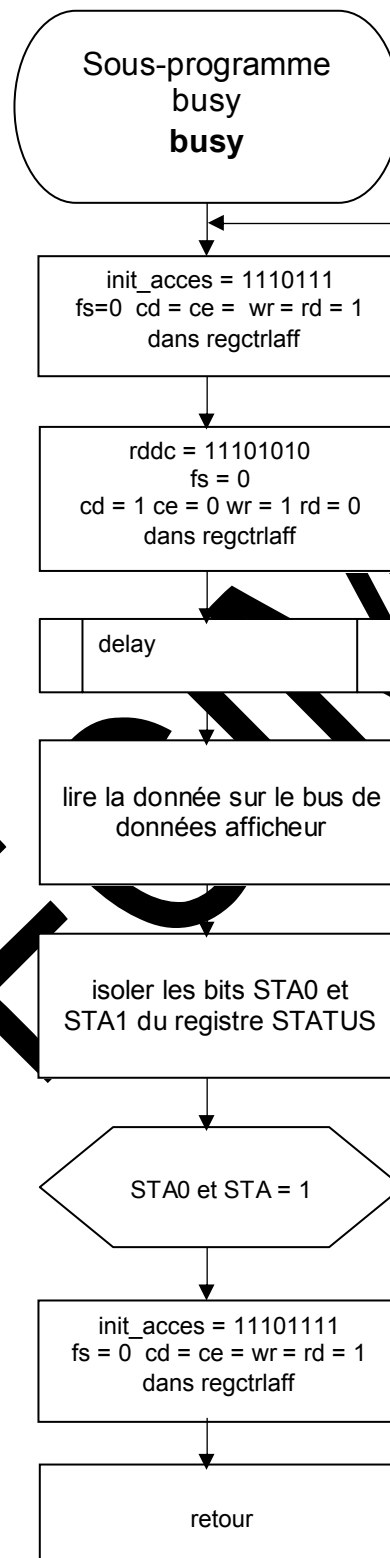 Sous-programme
busy
busy
init_acces = 1110111
fs=0 cd = ce = wr = rd = 1
dans regctrlaff
rddc = 11101010
fs = 0
cd = 1 ce = 0 wr = 1 rd = 0
dans regctrlaff
delay
lire la donnée sur le bus de
données afficheur
isoler les bits STA0 et
STA1 du registre STATUS
STA0 et STA = 1
init_acces = 11101111
fs = 0 cd = ce = wr = rd = 1
dans regctrlaff
retour